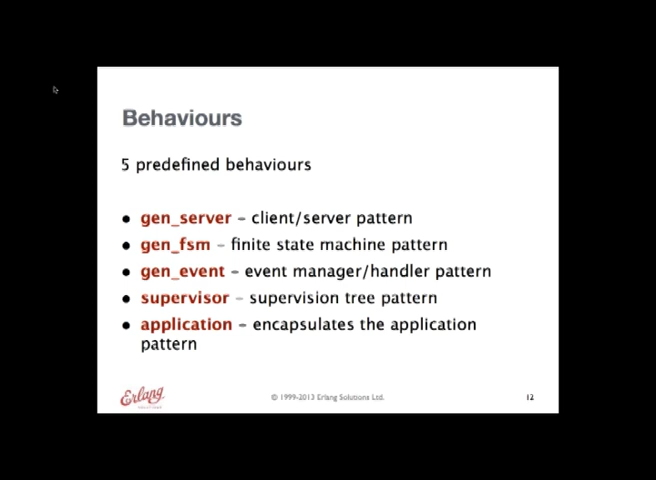 Behaviours
5 predefined behaviours
• gen_server – client/server pattern
• gen_fsm – finite state machine pattern
• gen_event – event manager/handler pattern
• supervisor – supervision tree pattern
• application – encapsulates the application
pattern
Erlang
SOLUTIONS
© 1999-2013 Erlang Solutions Ltd.
12